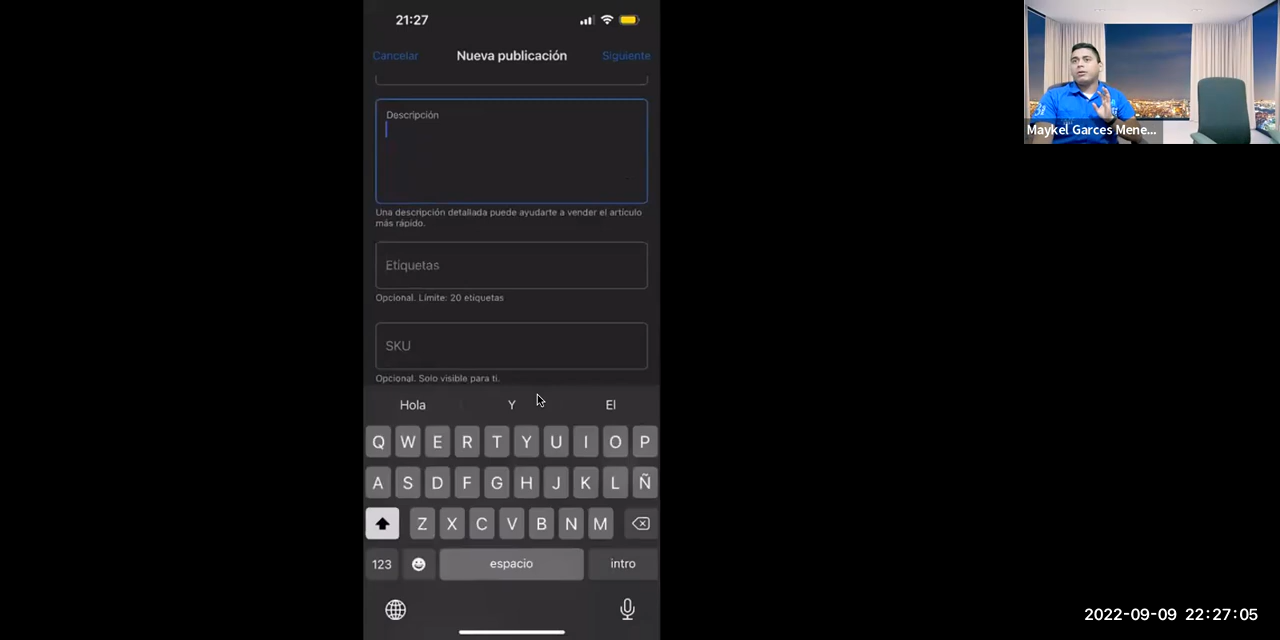 21:27
Cancelar Nueva publicación Siguiente
Descripción
Una descripción detallada puede ayudarte a vender el artículo
más rápido.
Etiquetas
Opcional. Límite: 20 etiquetas
SKU
Opcional. Solo visible para ti.
Hola Y El
Q W E R T Y U I O P
A S D F G H J K L Ñ
Z X C V B N M
123 espacio intro
Maykel Garces Mene...
2022-09-09 22:27:05